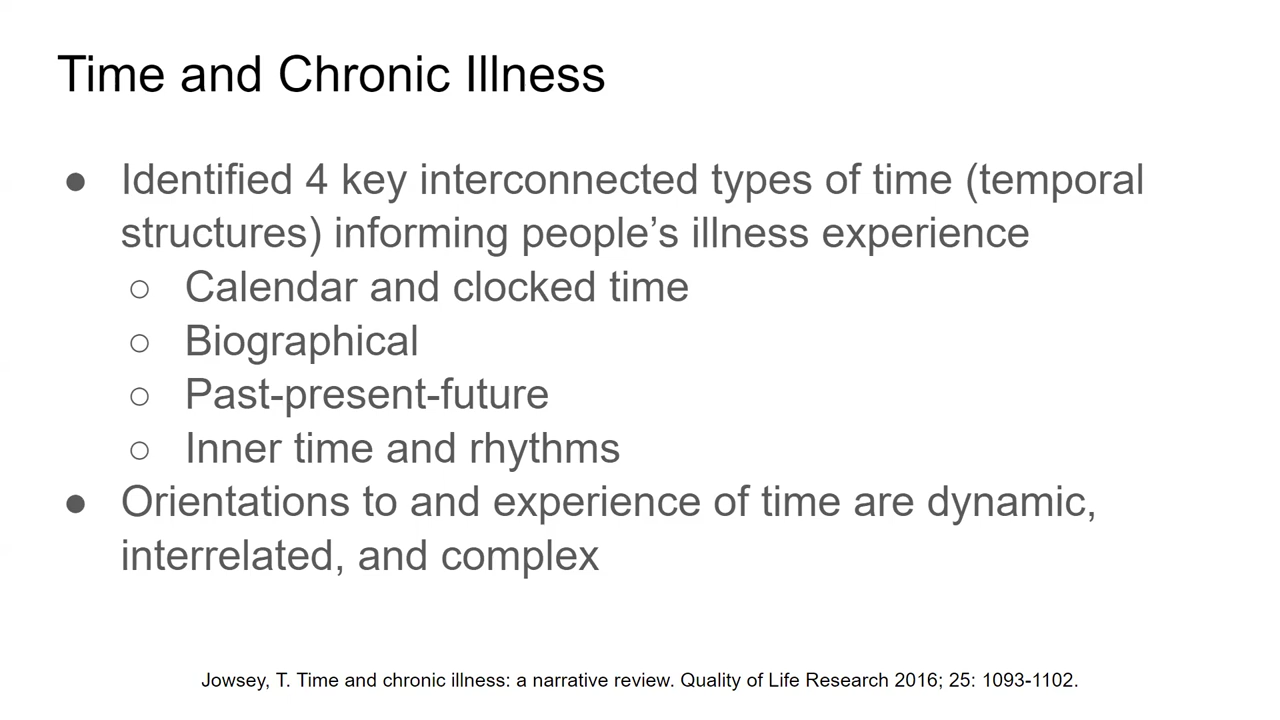 Time and Chronic Illness
● Identified 4 key interconnected types of time (temporal
structures) informing people’s illness experience
○ Calendar and clocked time
○ Biographical
○ Past-present-future
○ Inner time and rhythms
● Orientations to and experience of time are dynamic,
interrelated, and complex
Jowsey, T. Time and chronic illness: a narrative review. Quality of Life Research 2016; 25: 1093-1102.